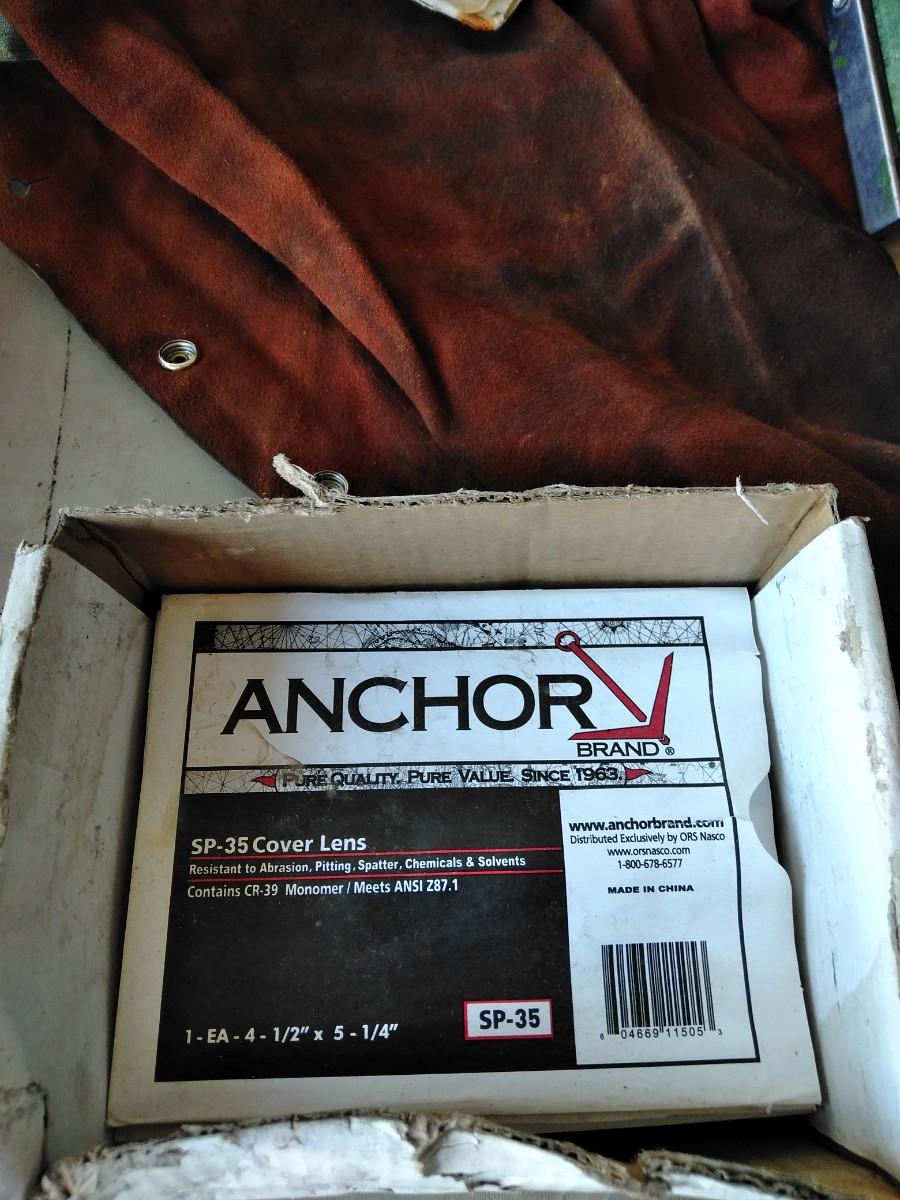 ANCHOR
BRAND®
PURE QUALITY. PURE VALUE. SINCE 1963.
SP-35 Cover Lens
Resistant to Abrasion, Pitting, Spatter, Chemicals & Solvents
Contains CR-39 Monomer / Meets ANSI Z87.1
1 - EA - 4 - 1/2" x 5 - 1/4"
SP-35
www.anchorbrand.com
Distributed Exclusively by ORS Nasco
www.orsnasco.com
1-800-678-6577
MADE IN CHINA
6 04669 11505 3